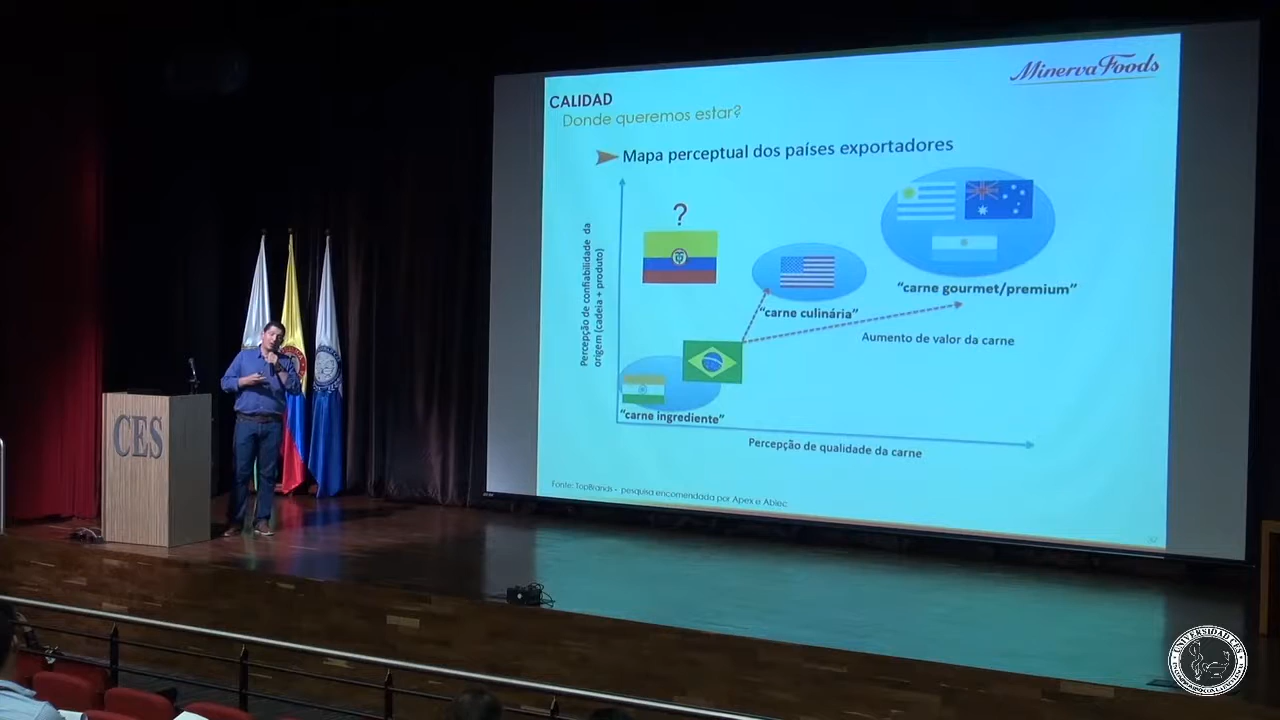 MinervaFoods
CALIDAD
Donde queremos estar?
Mapa perceptual dos países exportadores
?
Percepção de confiabilidade da
origem (cadeia + produto)
"carne gourmet/premium"
"carne culinária"
Aumento de valor da carne
"carne ingrediente"
Percepção de qualidade da carne
Fonte: TopBrands - pesquisa encomendada por Apex e Abiec
CES
UNIVERSIDAD CES